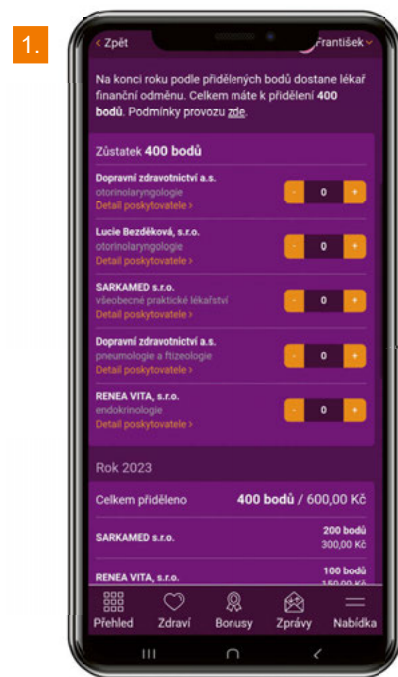 1.
< Zpět
František
Na konci roku podle přidělených bodů dostane lékař
finanční odměnu. Celkem máte k přidělení 400
bodů. Podmínky provozu zde.
Zůstatek 400 bodů
Dopravní zdravotnictví a.s.
otorinolaryngologie
Detail poskytovatele >
- 0 +
Lucie Bezděková, s.r.o.
otorinolaryngologie
Detail poskytovatele >
- 0 +
SARKAMED s.r.o.
všeobecné praktické lékařství
Detail poskytovatele >
- 0 +
Dopravní zdravotnictví a.s.
pneumologie a ftizeologie
Detail poskytovatele >
- 0 +
RENEA VITA, s.r.o.
endokrinologie
Detail poskytovatele >
- 0 +
Rok 2023
Celkem přiděleno 400 bodů / 600,00 Kč
SARKAMED s.r.o. 200 bodů
300,00 Kč
RENEA VITA, s.r.o. 100 bodů
150,00 Kč
Přehled Zdraví Bonusy Zprávy Nabídka